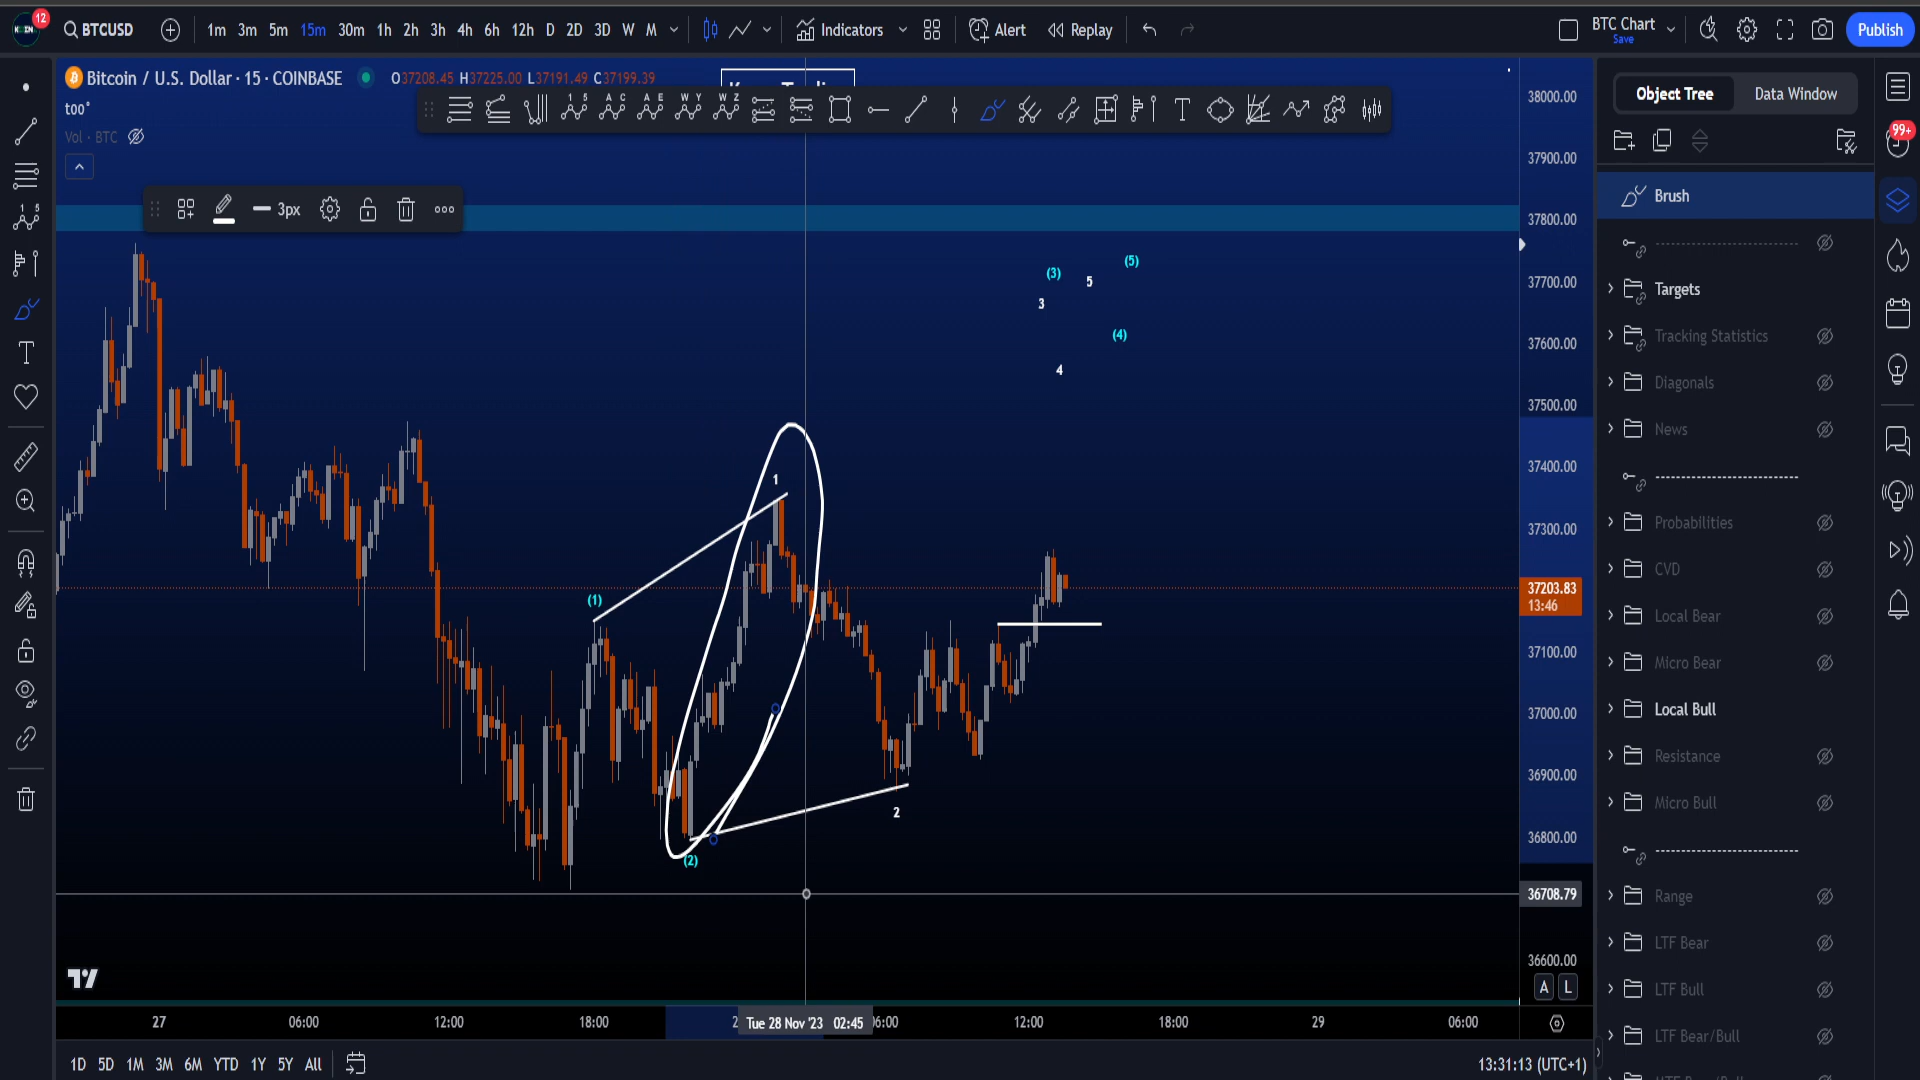 12
BTCUSD
1m 3m 5m 15m 30m 1h 2h 3h 4h 6h 12h D 2D 3D W M
Indicators
Alert
Replay
BTC Chart
Save
Publish
Bitcoin / U.S. Dollar · 15 · COINBASE
O37208.45 H37225.00 L37191.49 C37199.39
too*
Vol · BTC
3px
Object Tree
Data Window
99+
Brush
Targets
Tracking Statistics
Diagonals
News
Probabilities
CVD
Local Bear
Micro Bear
Local Bull
Resistance
Micro Bull
Range
LTF Bear
LTF Bull
LTF Bear/Bull
38000.00
37900.00
37800.00
37700.00
37600.00
37500.00
37400.00
37300.00
37203.83
13:46
37100.00
37000.00
36900.00
36800.00
36708.79
36600.00
A L
(3)
(5)
5
3
(4)
4
1
(1)
2
(2)
27 06:00 12:00 18:00 Tue 28 Nov '23 02:45 06:00 12:00 18:00 29 06:00
1D 5D 1M 3M 6M YTD 1Y 5Y All
13:31:13 (UTC+1)